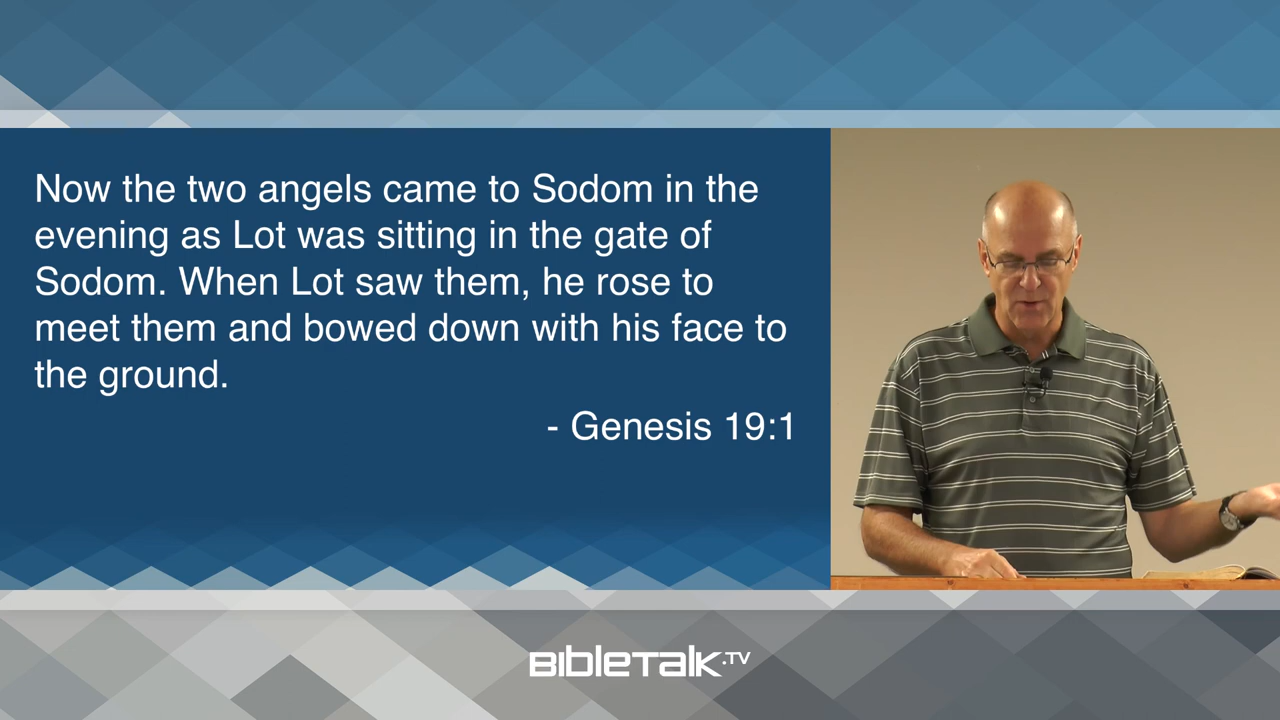 Now the two angels came to Sodom in the
evening as Lot was sitting in the gate of
Sodom. When Lot saw them, he rose to
meet them and bowed down with his face to
the ground.
- Genesis 19:1
BIBLETALK.TV